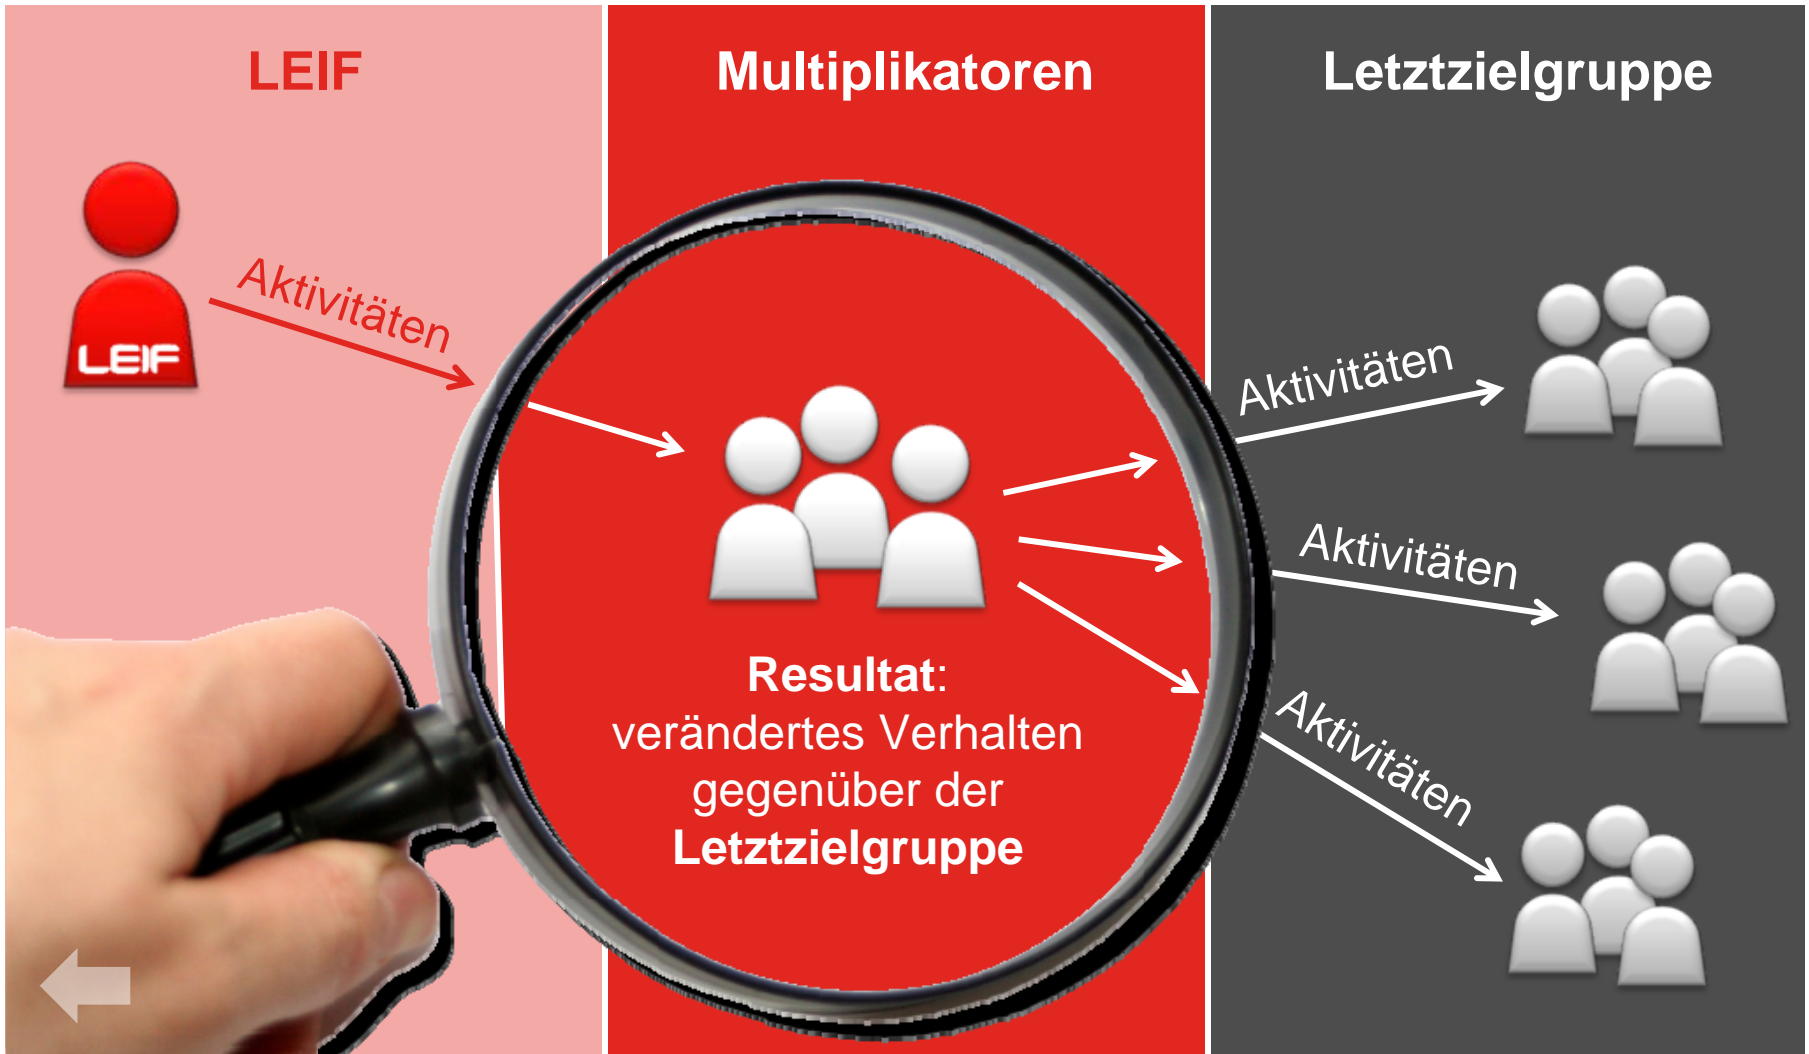 LEIF
Multiplikatoren
Letztzielgruppe
LEIF
Aktivitäten
Aktivitäten
Aktivitäten
Aktivitäten
Resultat:
verändertes Verhalten
gegenüber der
Letztzielgruppe